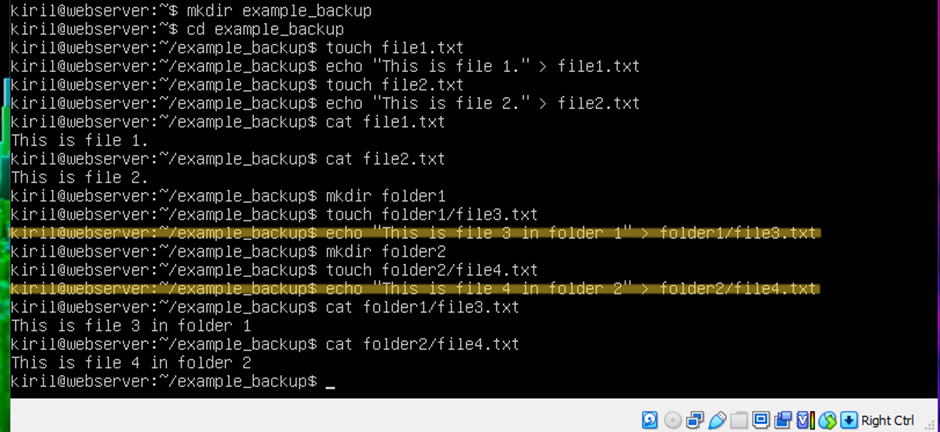 kiril@webserver:~$ mkdir example_backup
kiril@webserver:~$ cd example_backup
kiril@webserver:~/example_backup$ touch file1.txt
kiril@webserver:~/example_backup$ echo "This is file 1." > file1.txt
kiril@webserver:~/example_backup$ touch file2.txt
kiril@webserver:~/example_backup$ echo "This is file 2." > file2.txt
kiril@webserver:~/example_backup$ cat file1.txt
This is file 1.
kiril@webserver:~/example_backup$ cat file2.txt
This is file 2.
kiril@webserver:~/example_backup$ mkdir folder1
kiril@webserver:~/example_backup$ touch folder1/file3.txt
kiril@webserver:~/example_backup$ echo "This is file 3 in folder 1" > folder1/file3.txt
kiril@webserver:~/example_backup$ mkdir folder2
kiril@webserver:~/example_backup$ touch folder2/file4.txt
kiril@webserver:~/example_backup$ echo "This is file 4 in folder 2" > folder2/file4.txt
kiril@webserver:~/example_backup$ cat folder1/file3.txt
This is file 3 in folder 1
kiril@webserver:~/example_backup$ cat folder2/file4.txt
This is file 4 in folder 2
kiril@webserver:~/example_backup$ _
Right Ctrl